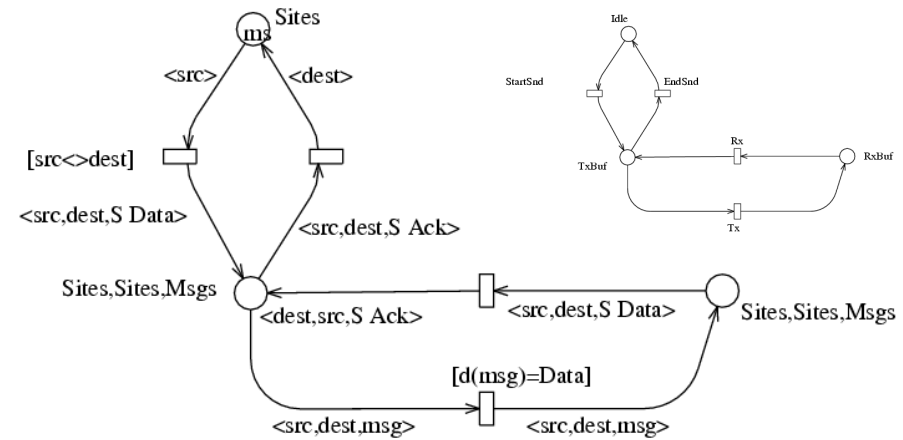 Sites
ms
<src>
<dest>
[src<>dest]
<src,dest,S Data>
<src,dest,S Ack>
Sites,Sites,Msgs
<dest,src,S Ack>
<src,dest,S Data>
Sites,Sites,Msgs
[d(msg)=Data]
<src,dest,msg>
<src,dest,msg>
Idle
StartSnd
EndSnd
Rx
TxBuf
RxBuf
Tx